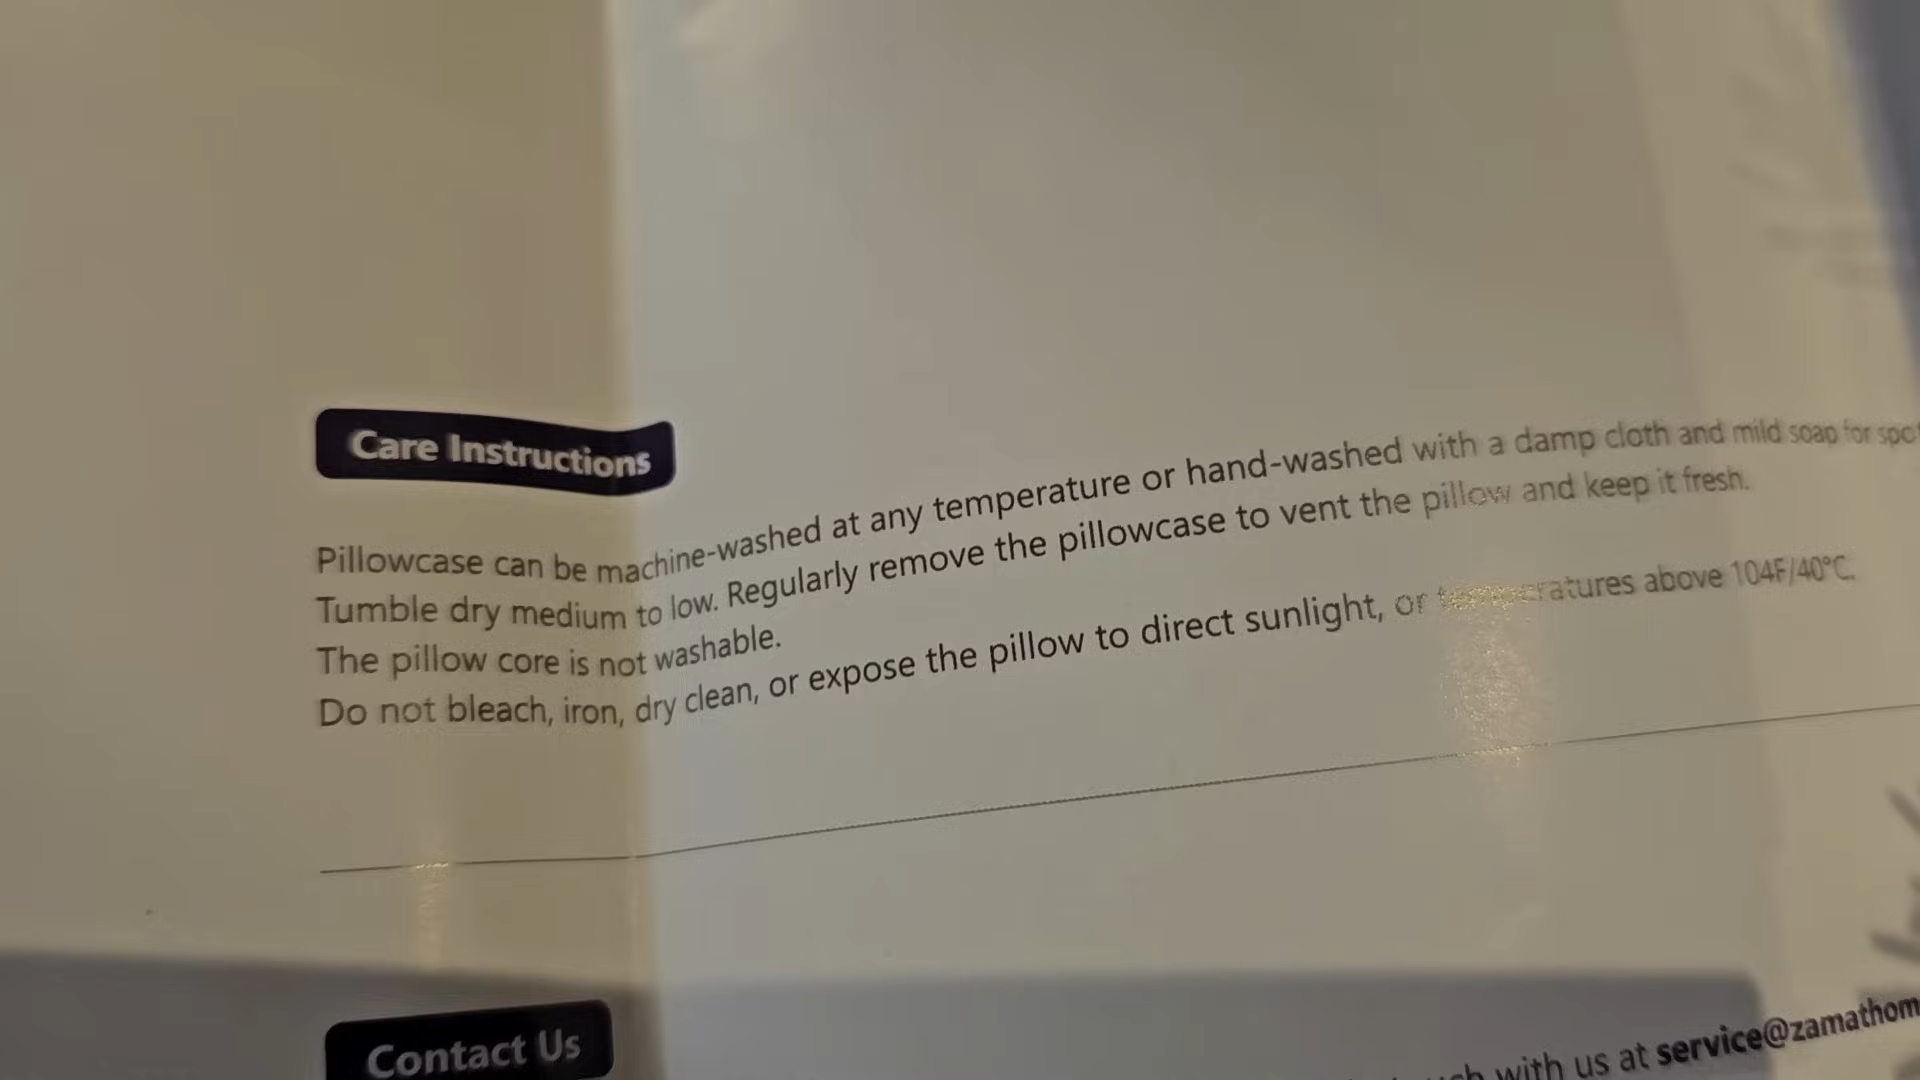 Care Instructions
Pillowcase can be machine-washed at any temperature or hand-washed with a damp cloth and mild soap for
Tumble dry medium to low. Regularly remove the pillowcase to vent the pillow and keep it fresh.
The pillow core is not washable.
Do not bleach, iron, dry clean, or expose the pillow to direct sunlight, or temperatures above 104F/40°C.
Contact Us
with us at service@zamathom